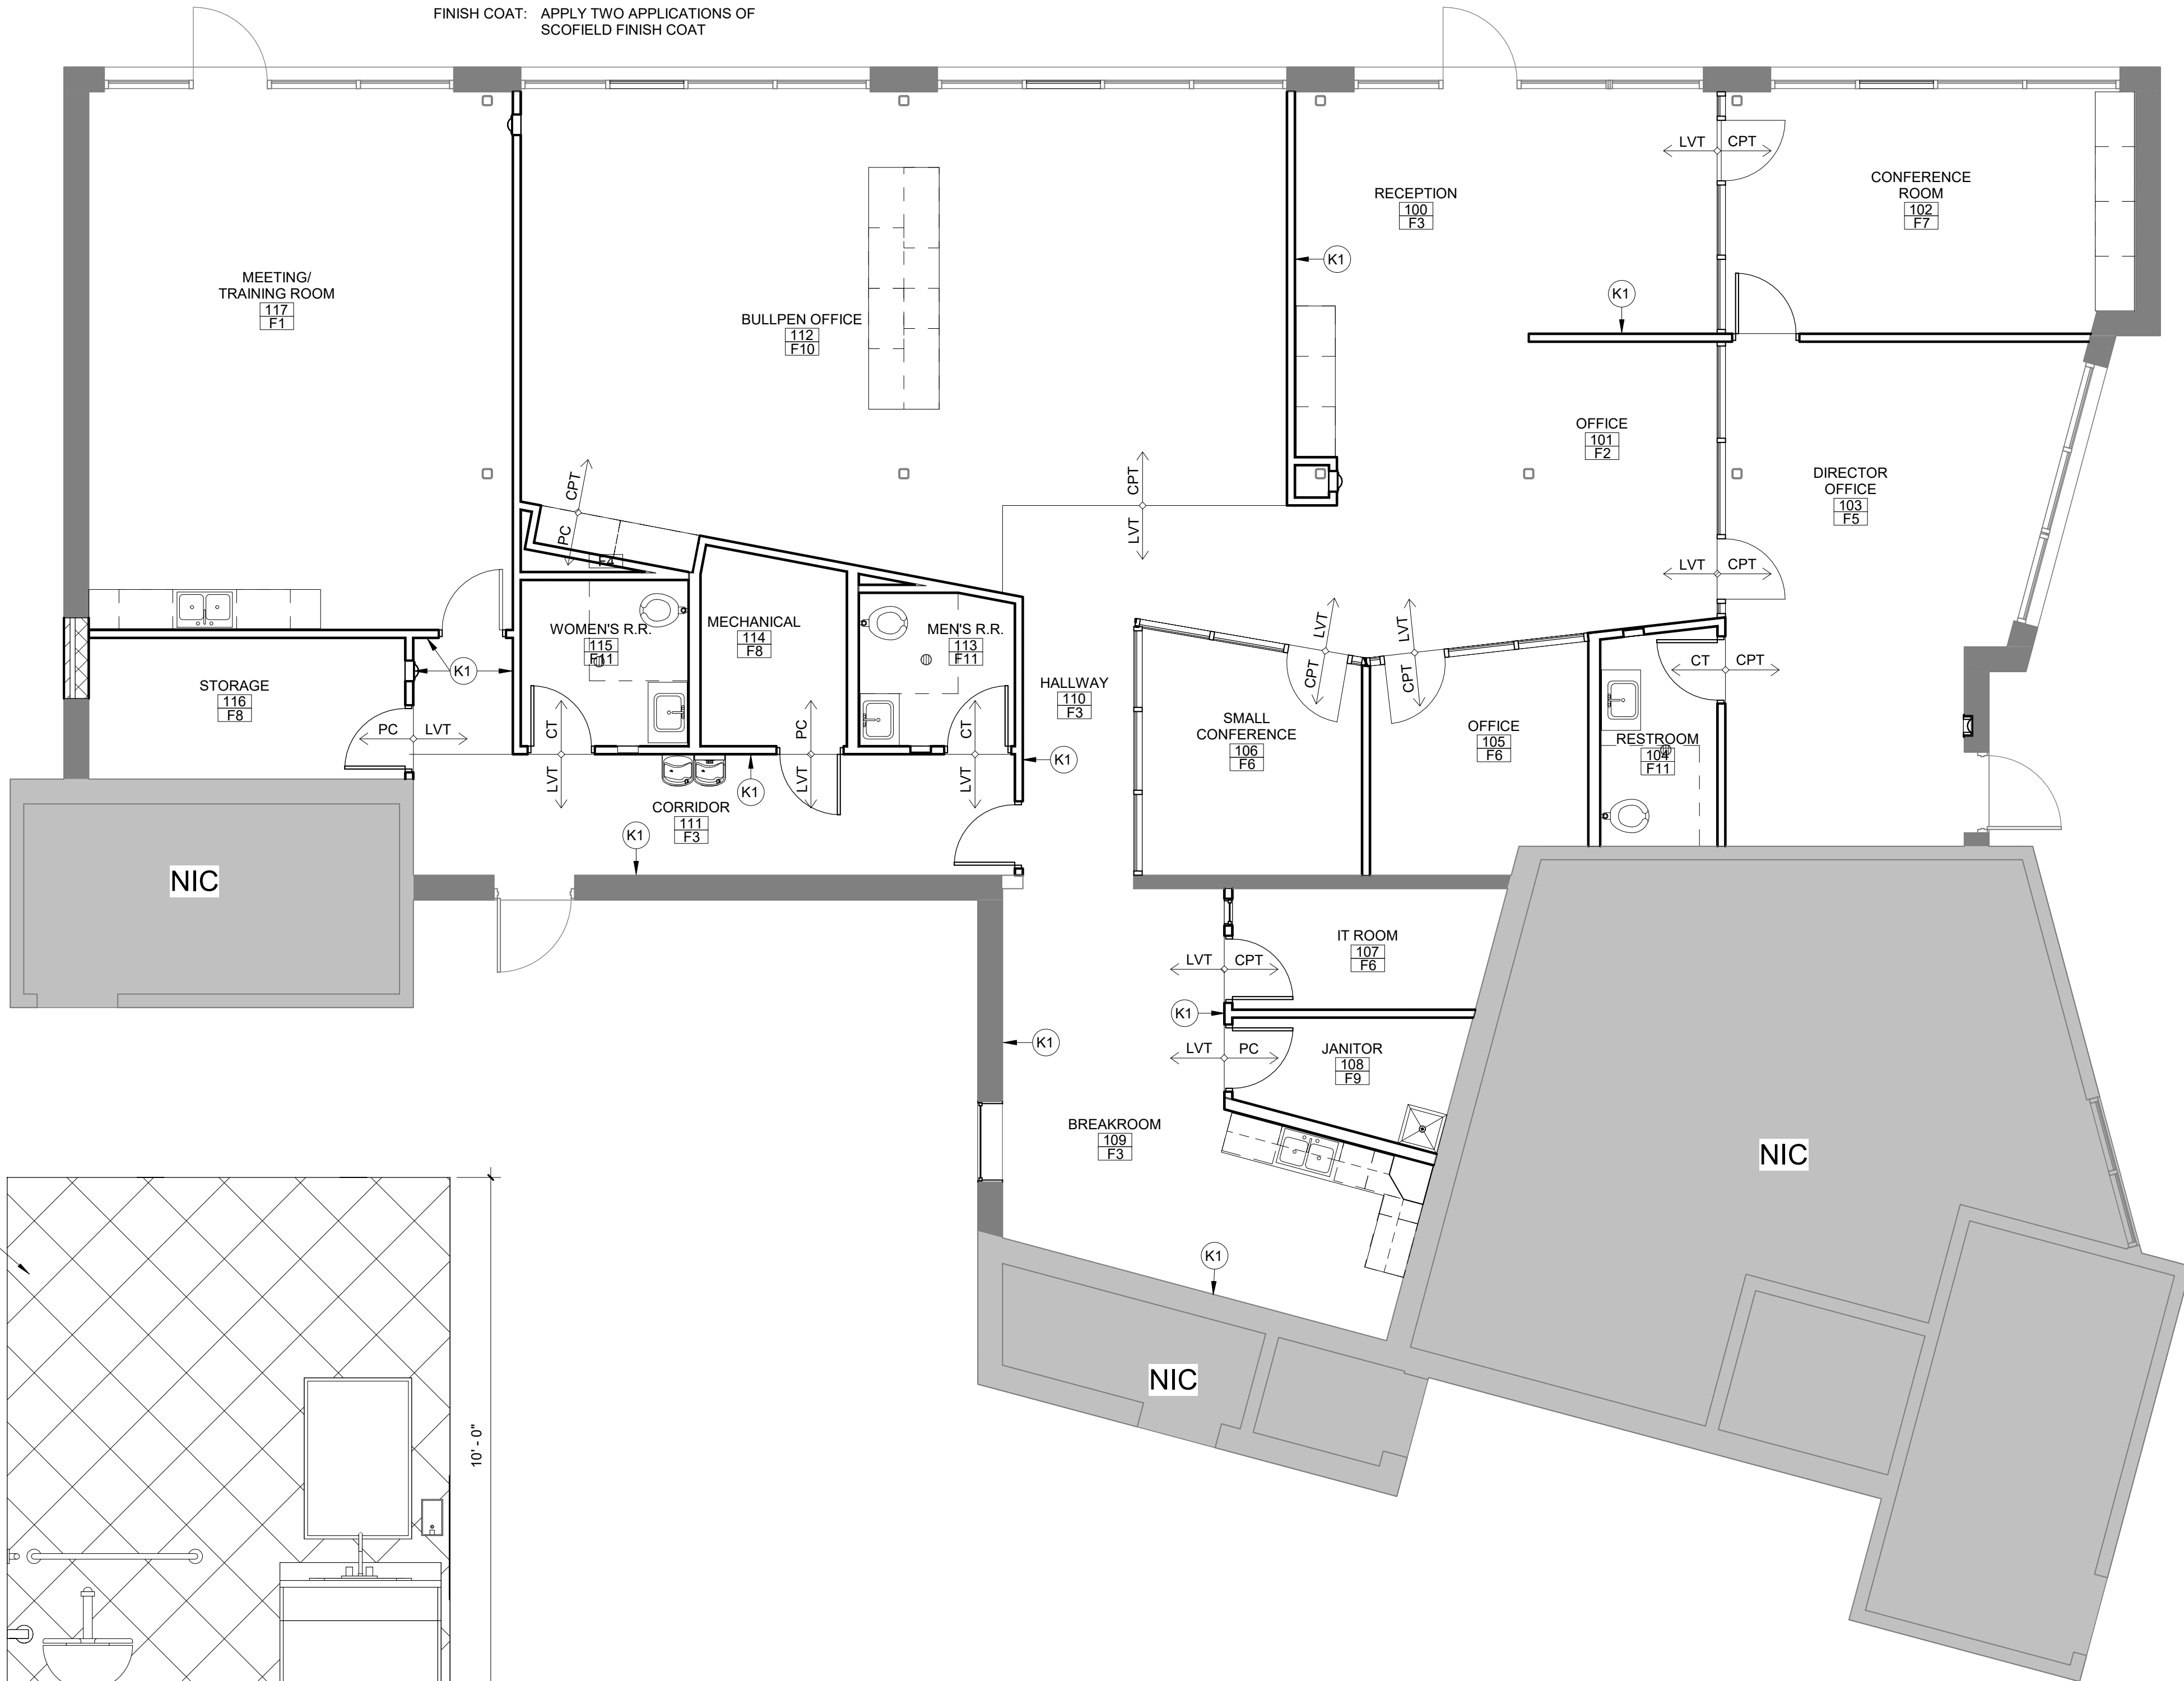 FINISH COAT: APPLY TWO APPLICATIONS OF
SCOFIELD FINISH COAT
LVT CPT
CONFERENCE
ROOM
102
F7
RECEPTION
100
F3
K1
K1
MEETING/
TRAINING ROOM
117
F1
BULLPEN OFFICE
112
F10
OFFICE
101
F2
DIRECTOR
OFFICE
103
F5
CPT
PC
F4
CPT
LVT
LVT CPT
WOMEN'S R.R.
115
F11
MECHANICAL
114
F8
MEN'S R.R.
113
F11
LVT
CPT
LVT
CPT
K1
STORAGE
116
F8
HALLWAY
110
F3
CT CPT
SMALL
CONFERENCE
106
F6
OFFICE
105
F6
RESTROOM
104
F11
PC LVT
CT
LVT
PC
LVT
CT
LVT
K1
K1
CORRIDOR
111
F3
K1
NIC
IT ROOM
107
F6
LVT CPT
K1
K1
LVT PC
JANITOR
108
F9
BREAKROOM
109
F3
NIC
K1
NIC
10' - 0"